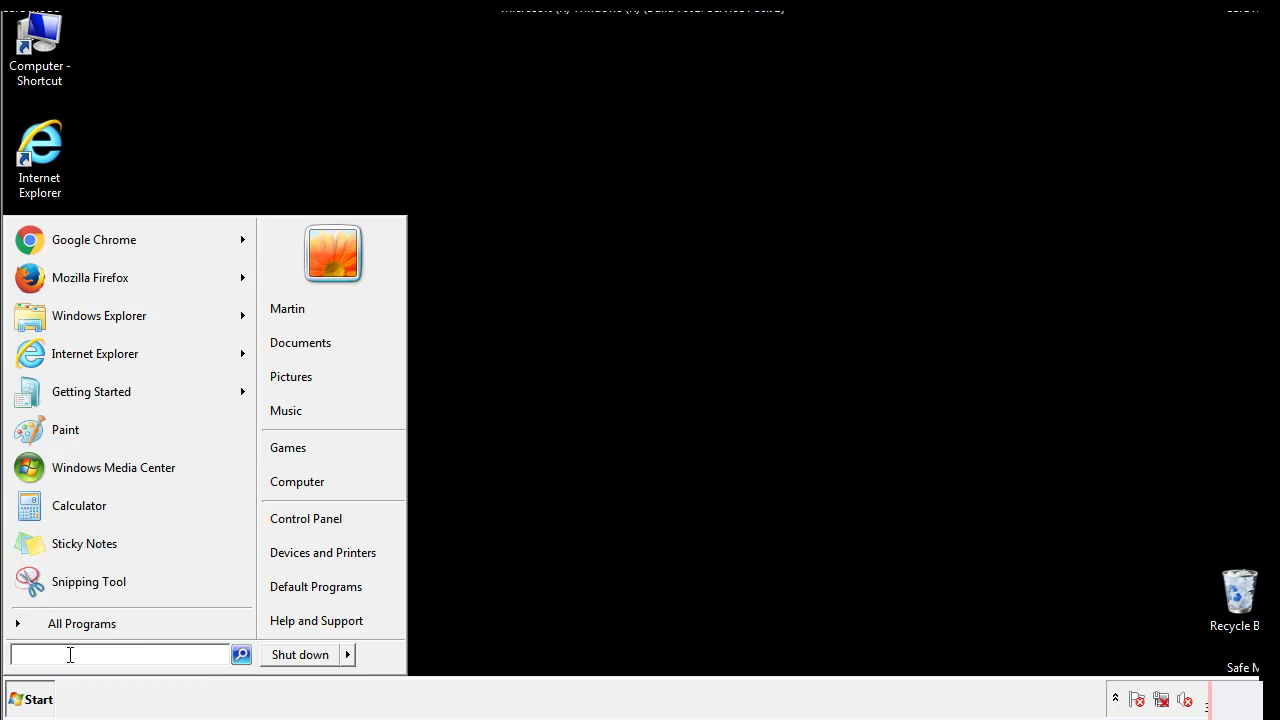 Computer -
Shortcut
Internet
Explorer
Google Chrome
Mozilla Firefox
Windows Explorer
Internet Explorer
Getting Started
Paint
Windows Media Center
Calculator
Sticky Notes
Snipping Tool
All Programs
Martin
Documents
Pictures
Music
Games
Computer
Control Panel
Devices and Printers
Default Programs
Help and Support
Shut down
Recycle B
Safe M
Start